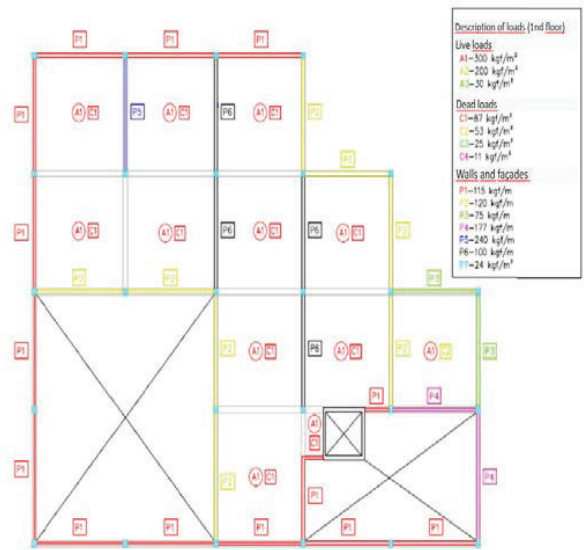 Description of loads (1nd floor)
Live loads
A1-300 kgf/m²
A2-200 kgf/m²
A3-30 kgf/m²
Dead loads
C1-87 kgf/m²
C2-53 kgf/m²
C3-25 kgf/m²
C4-11 kgf/m²
Walls and façades
P1-115 kgf/m
P2-120 kgf/m
P3-75 kgf/m
P4-177 kgf/m
P5-240 kgf/m
P6-100 kgf/m
P7-24 kgf/m²
P1 P1 P1
P1 A1 C1 P5 A1 C1 P6 A1 C1 P2
P2
P1 A1 C1 A1 C1 P6 A1 C1 P6 A1 C1 P2
P2 P2 P3
P1 P2 A1 C1 P6 A1 C1 P2 A1 C2 P3
P1 P4
A1
C1
P1 P2 A1 C1 P1 P4
P1 P1 P1 P1 P1